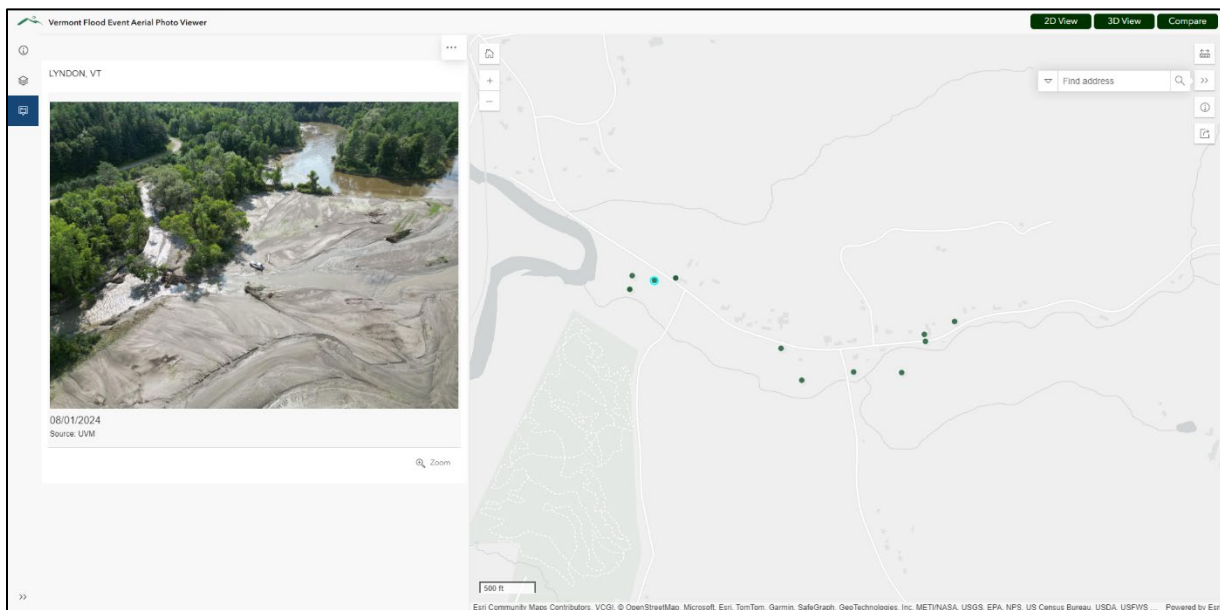 Vermont Flood Event Aerial Photo Viewer
2D View
3D View
Compare
LYNDON, VT
Find address
08/01/2024
Source: UVM
Zoom
500 ft
Esri Community Maps Contributors, VCGI, © OpenStreetMap, Microsoft, Esri, TomTom, Garmin, SafeGraph, GeoTechnologies, Inc, METI/NASA, USGS, EPA, NPS, US Census Bureau, USDA, USFWS ... Powered by Esri